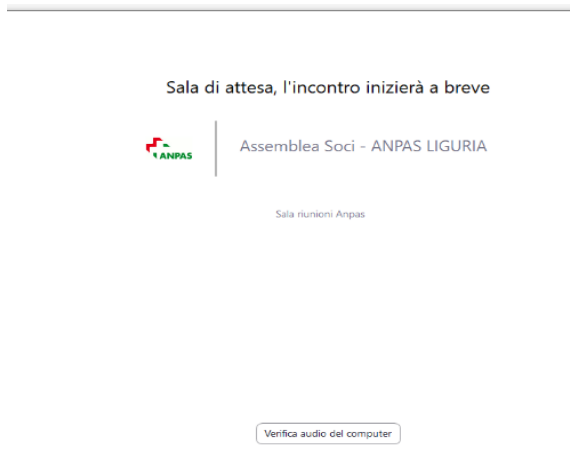 Sala di attesa, l'incontro inizierà a breve
ANPAS
Assemblea Soci - ANPAS LIGURIA
Sala riunioni Anpas
Verifica audio del computer